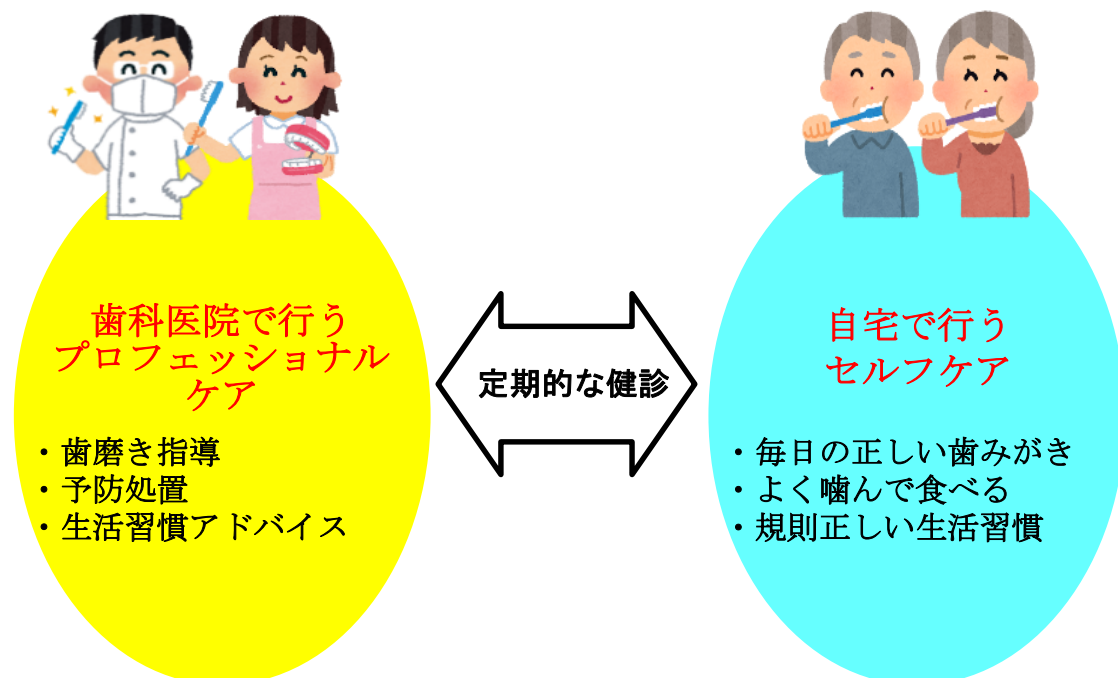 歯科医院で行う
プロフェッショナル
ケア
・歯磨き指導
・予防処置
・生活習慣アドバイス
定期的な健診
自宅で行う
セルフケア
・毎日の正しい歯みがき
・よく噛んで食べる
・規則正しい生活習慣